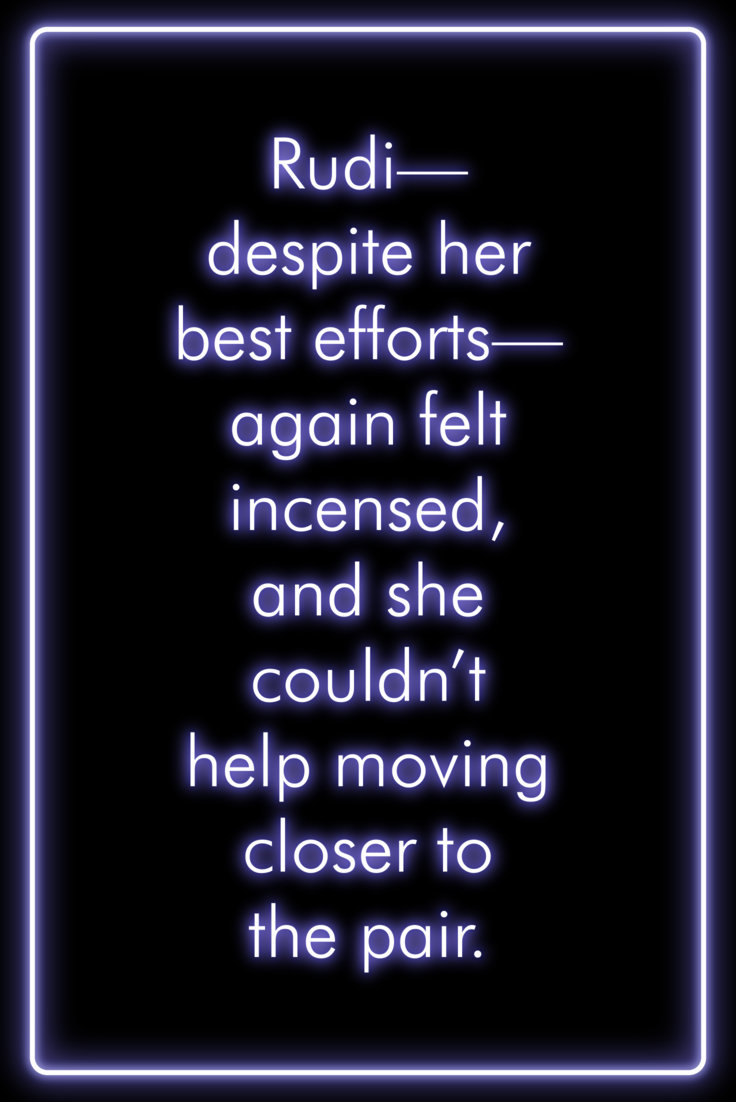 Rudi—
despite her
best efforts—
again felt
incensed,
and she
couldn’t
help moving
closer to
the pair.